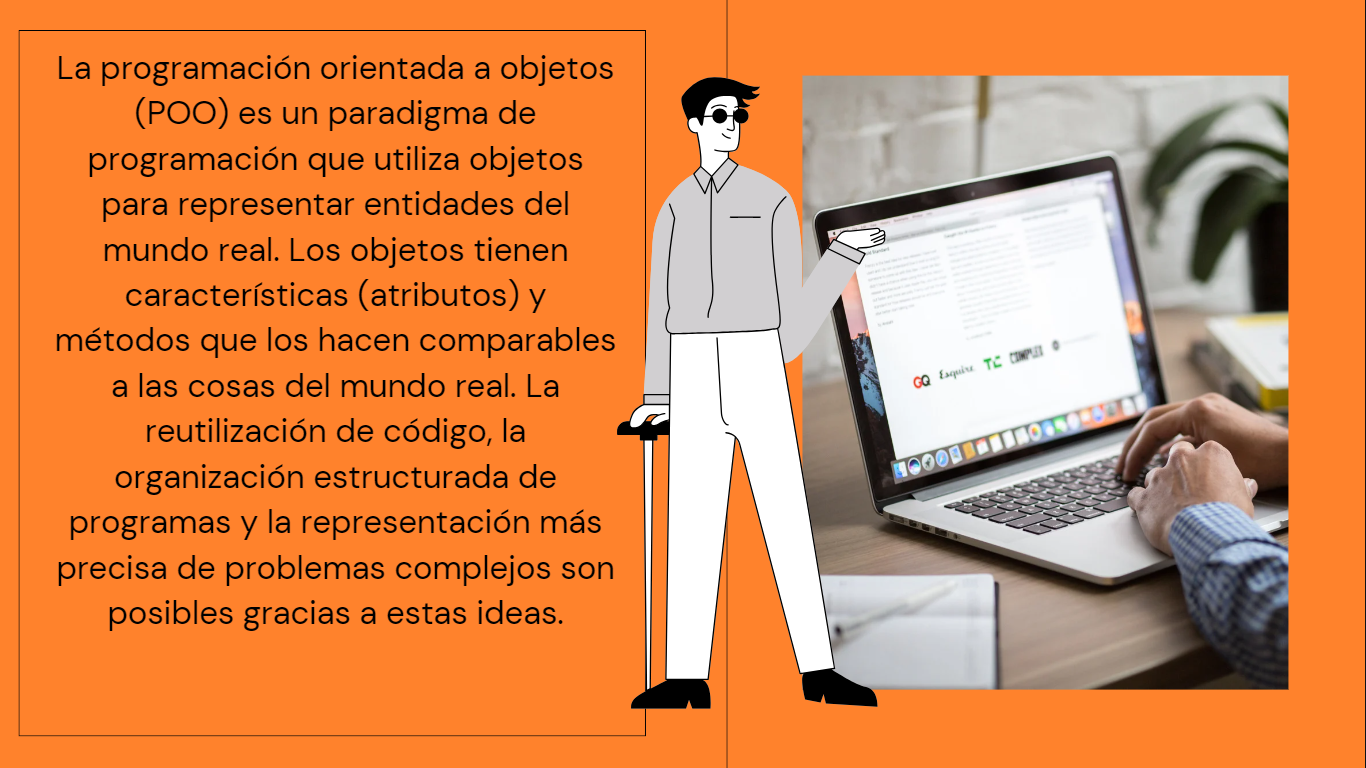 La programación orientada a objetos
(POO) es un paradigma de
programación que utiliza objetos
para representar entidades del
mundo real. Los objetos tienen
características (atributos) y
métodos que los hacen comparables
a las cosas del mundo real. La
reutilización de código, la
organización estructurada de
programas y la representación más
precisa de problemas complejos son
posibles gracias a estas ideas.
GQ Esquire TC COMPLEX